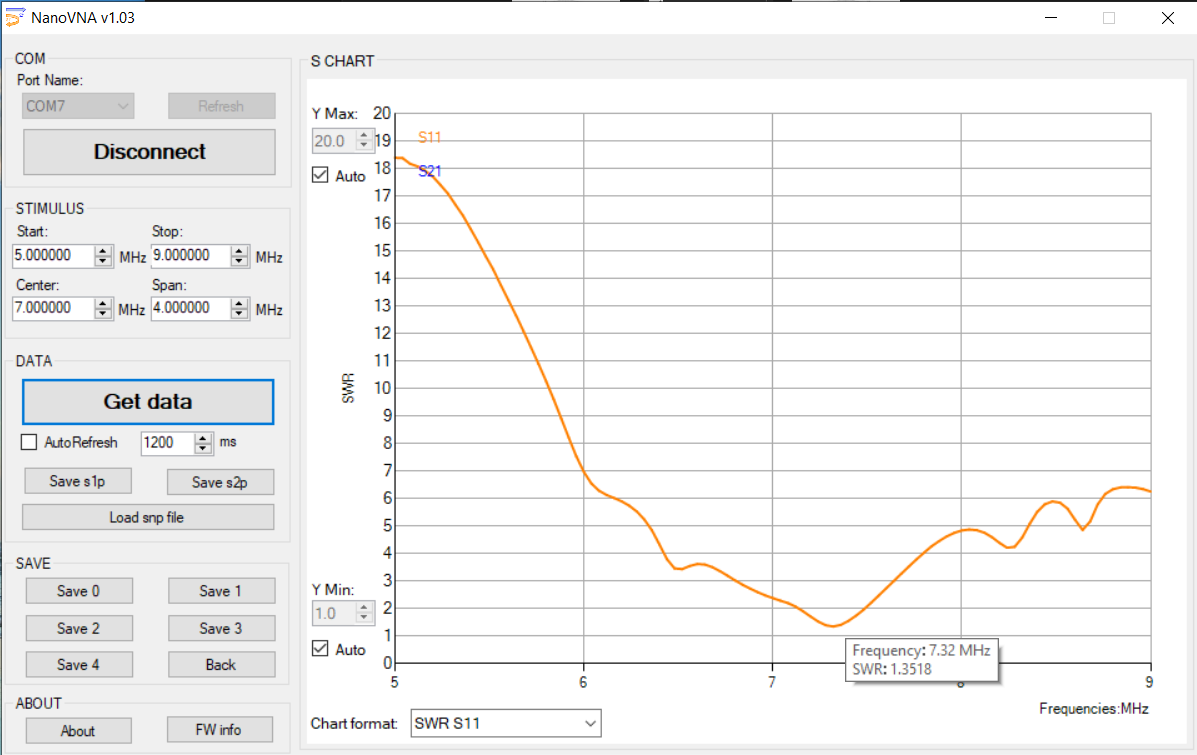 NanoVNA v1.03
COM
Port Name:
COM7
Refresh
Disconnect
STIMULUS
Start:
Stop:
5.000000
MHz
9.000000
MHz
Center:
Span:
7.000000
MHz
4.000000
MHz
DATA
Get data
AutoRefresh
1200
ms
Save s1p
Save s2p
Load snp file
SAVE
Save 0
Save 1
Save 2
Save 3
Save 4
Back
ABOUT
About
FW info
S CHART
Y Max:
20.0
Auto
S11
S21
20
19
18
17
16
15
14
13
12
11
10
9
8
7
6
5
4
3
2
1
0
SWR
Y Min:
1.0
Auto
Frequency: 7.32 MHz
SWR: 1.3518
5
6
7
9
Frequencies:MHz
Chart format:
SWR S11